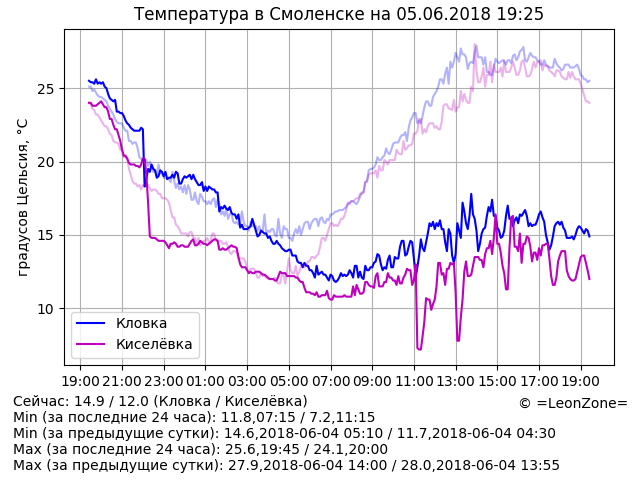 Температура в Смоленске на 05.06.2018 19:25
градусов Цельсия, °C
25
20
15
10
Кловка
Киселёвка
19:00 21:00 23:00 01:00 03:00 05:00 07:00 09:00 11:00 13:00 15:00 17:00 19:00
Сейчас: 14.9 / 12.0 (Кловка / Киселёвка)
© =LeonZone=
Min (за последние 24 часа): 11.8,07:15 / 7.2,11:15
Min (за предыдущие сутки): 14.6,2018-06-04 05:10 / 11.7,2018-06-04 04:30
Max (за последние 24 часа): 25.6,19:45 / 24.1,20:00
Max (за предыдущие сутки): 27.9,2018-06-04 14:00 / 28.0,2018-06-04 13:55